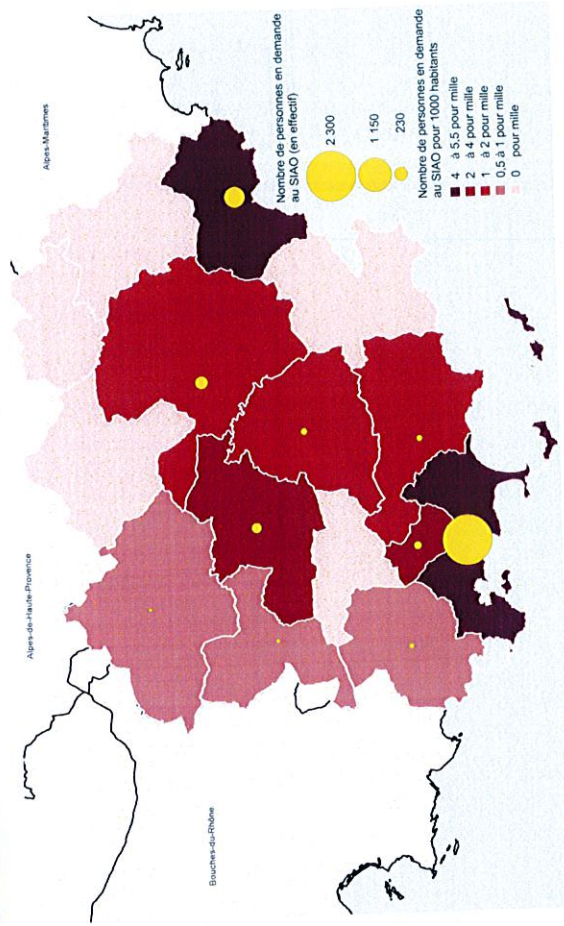 Alpes-de-Haute-Provence
Alpes-Maritimes
Bouches-du-Rhône
Nombre de personnes en demande
au SIAO (en effectif)
2 300
1 150
230
Nombre de personnes en demande
au SIAO pour 1000 habitants
4 à 5,5 pour mille
2 à 4 pour mille
1 à 2 pour mille
0,5 à 1 pour mille
0 pour mille